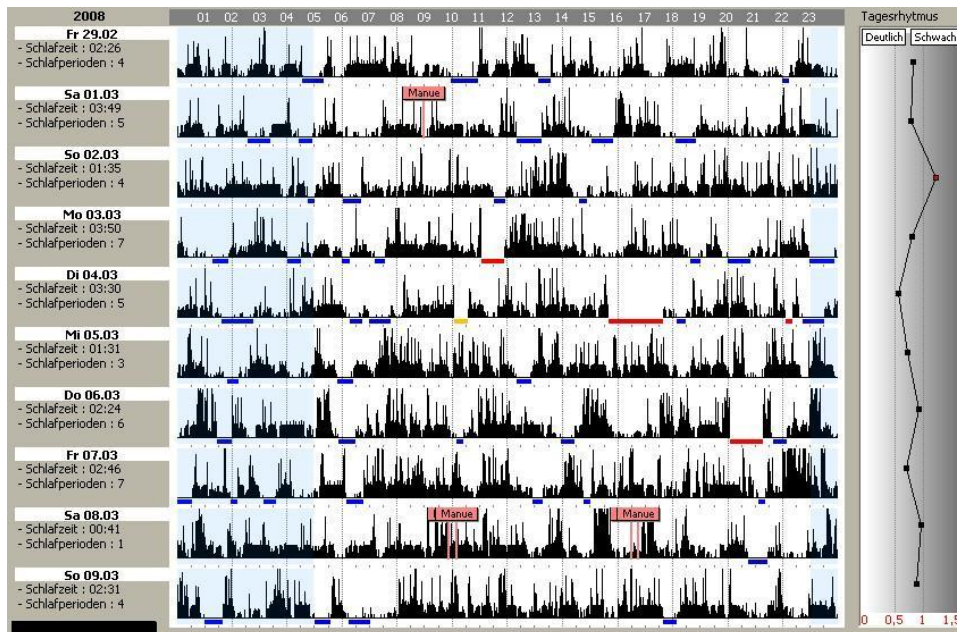 2008
01 02 03 04 05 06 07 08 09 10 11 12 13 14 15 16 17 18 19 20 21 22 23
Tagesrhytmus
Deutlich Schwach
Fr 29.02
- Schlafzeit : 02:26
- Schlafperioden : 4
Sa 01.03
- Schlafzeit : 03:49
- Schlafperioden : 5
Manue
So 02.03
- Schlafzeit : 01:35
- Schlafperioden : 4
Mo 03.03
- Schlafzeit : 03:50
- Schlafperioden : 7
Di 04.03
- Schlafzeit : 03:30
- Schlafperioden : 5
Mi 05.03
- Schlafzeit : 01:31
- Schlafperioden : 3
Do 06.03
- Schlafzeit : 02:24
- Schlafperioden : 6
Fr 07.03
- Schlafzeit : 02:46
- Schlafperioden : 7
Sa 08.03
- Schlafzeit : 00:41
- Schlafperioden : 1
Manue Manue
So 09.03
- Schlafzeit : 02:31
- Schlafperioden : 4
0 0,5 1 1,5